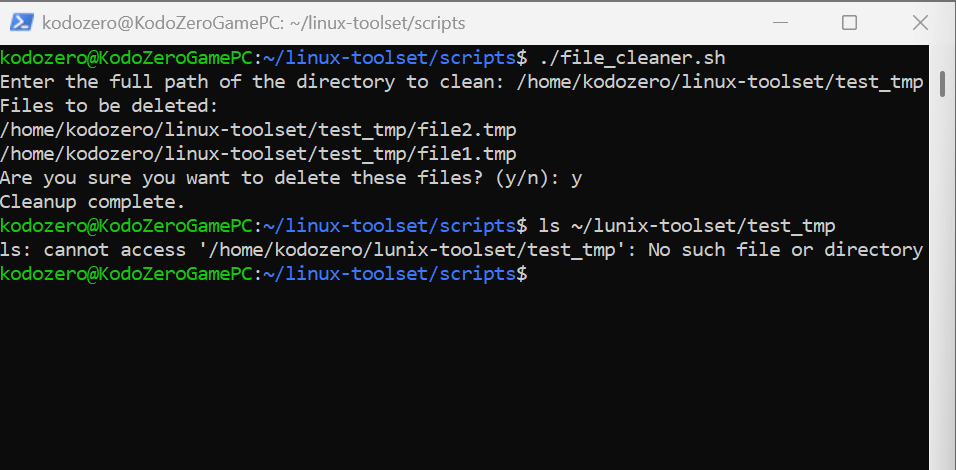 kodozero@KodoZeroGamePC: ~/linux-toolset/scripts
kodozero@KodoZeroGamePC:~/linux-toolset/scripts$ ./file_cleaner.sh
Enter the full path of the directory to clean: /home/kodozero/linux-toolset/test_tmp
Files to be deleted:
/home/kodozero/linux-toolset/test_tmp/file2.tmp
/home/kodozero/linux-toolset/test_tmp/file1.tmp
Are you sure you want to delete these files? (y/n): y
Cleanup complete.
kodozero@KodoZeroGamePC:~/linux-toolset/scripts$ ls ~/lunix-toolset/test_tmp
ls: cannot access '/home/kodozero/lunix-toolset/test_tmp': No such file or directory
kodozero@KodoZeroGamePC:~/linux-toolset/scripts$